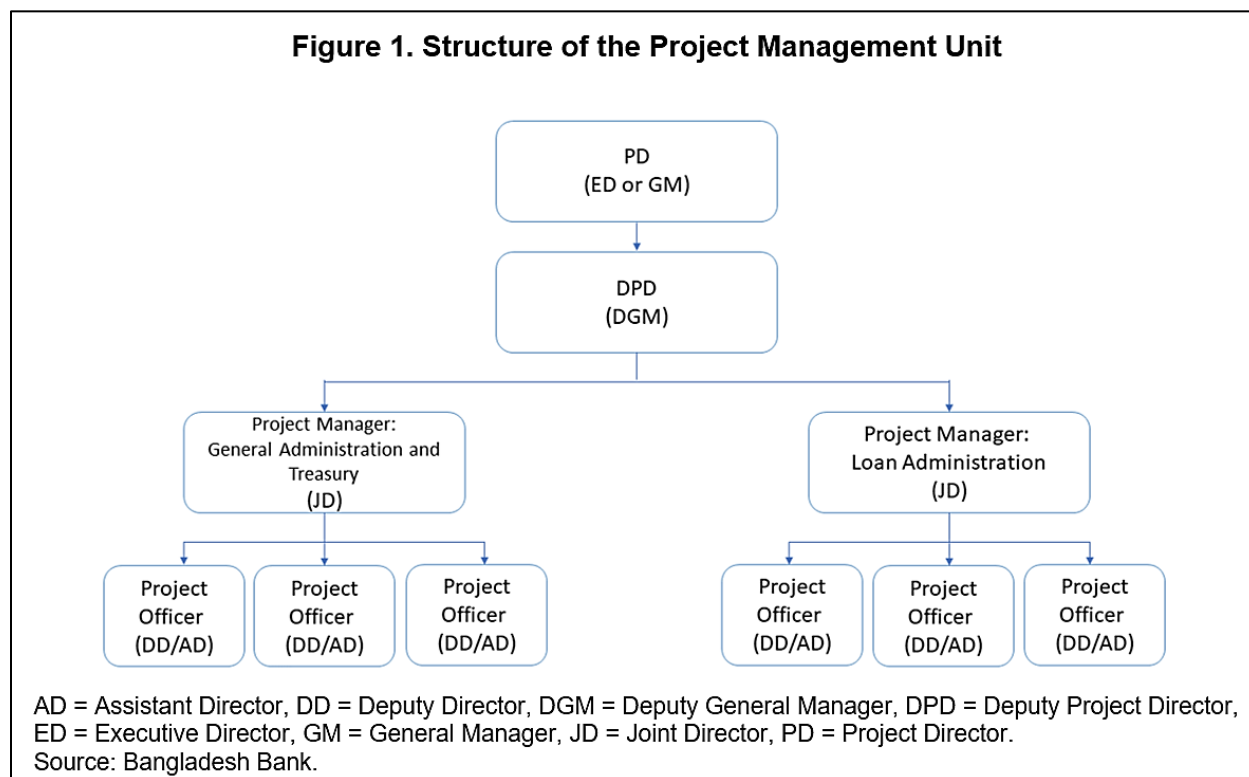 Figure 1. Structure of the Project Management Unit
PD
(ED or GM)
DPD
(DGM)
Project Manager:
General Administration and
Treasury
(JD)
Project Manager:
Loan Administration
(JD)
Project
Officer
(DD/AD)
Project
Officer
(DD/AD)
Project
Officer
(DD/AD)
Project
Officer
(DD/AD)
Project
Officer
(DD/AD)
Project
Officer
(DD/AD)
AD = Assistant Director, DD = Deputy Director, DGM = Deputy General Manager, DPD = Deputy Project Director,
ED = Executive Director, GM = General Manager, JD = Joint Director, PD = Project Director.
Source: Bangladesh Bank.